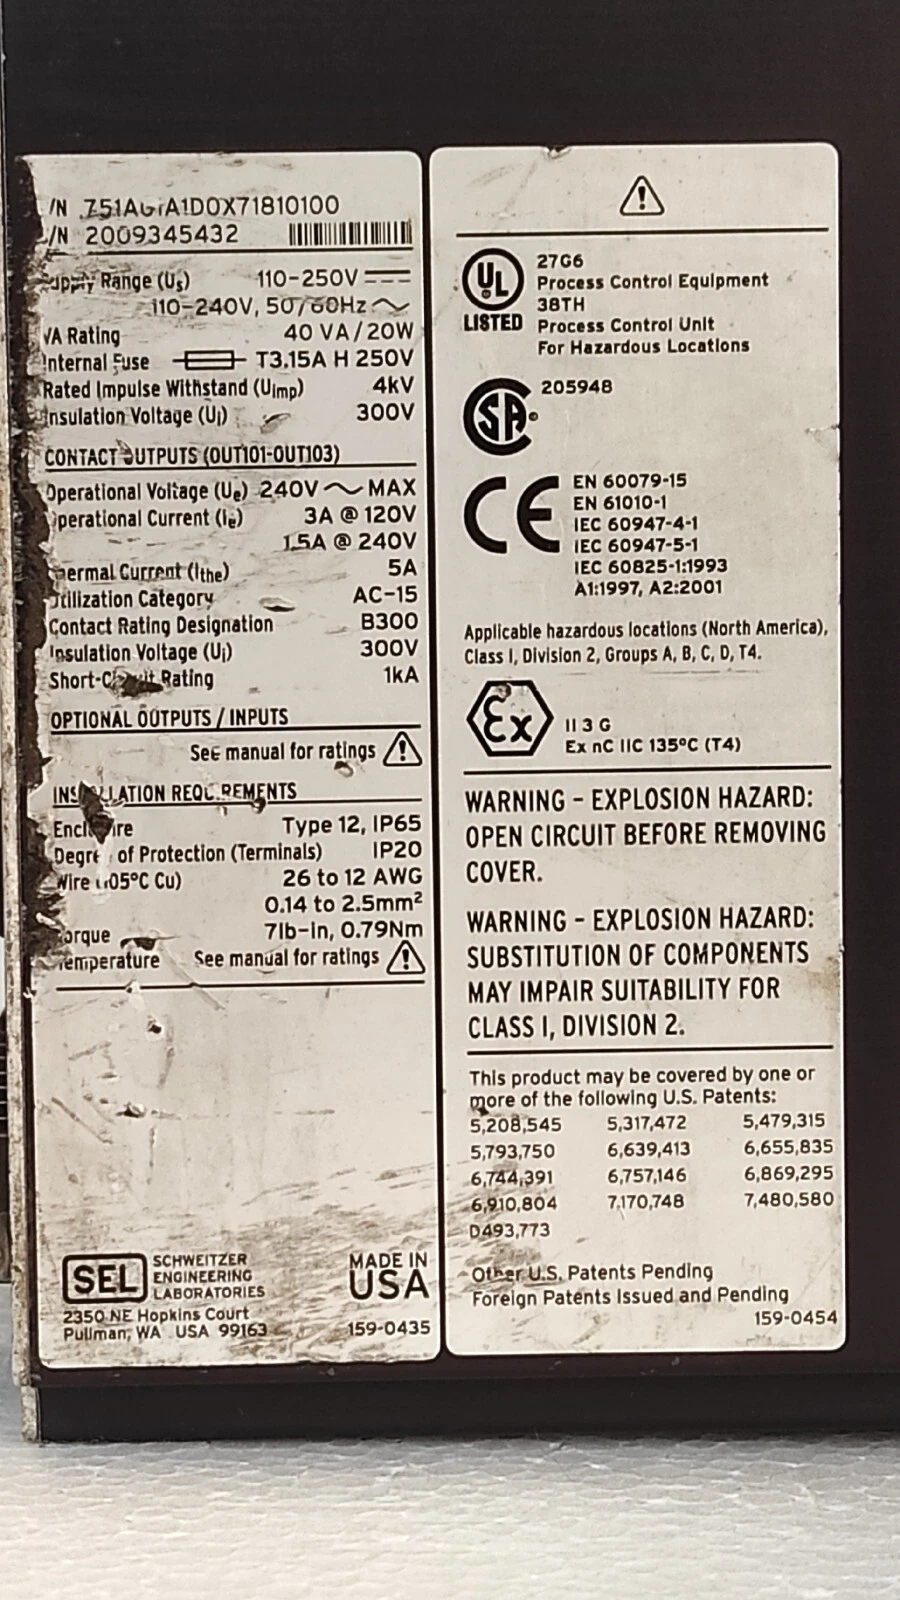 /N 751A A1D0X71810100
/N 2009345432
Range (Us) 110-250V
110-240V, 50/60Hz
VA Rating 40 VA/20W
Internal Fuse T3.15A H 250V
Rated Impulse Withstand (Uimp) 4kV
Insulation Voltage (Ui) 300V
CONTACT OUTPUTS (OUT101-OUT103)
Operational Voltage (Ue) 240V MAX
Operational Current (Ie) 3A @ 120V
1.5A @ 240V
Thermal Current (Ithe) 5A
Utilization Category AC-15
Contact Rating Designation B300
Insulation Voltage (Ui) 300V
Short-Circuit Rating 1kA
OPTIONAL OUTPUTS / INPUTS
See manual for ratings
INSTALLATION REQUIREMENTS
Enclosure Type 12, IP65
Degree of Protection (Terminals) IP20
Wire (105°C Cu) 26 to 12 AWG
0.14 to 2.5mm²
Torque 7lb-in, 0.79Nm
Temperature See manual for ratings
SEL SCHWEITZER
ENGINEERING
LABORATORIES
2350 NE Hopkins Court
Pullman, WA USA 99163
MADE IN
USA
159-0435
UL
LISTED
27G6
Process Control Equipment
38TH
Process Control Unit
For Hazardous Locations
SA 205948
CE EN 60079-15
EN 61010-1
IEC 60947-4-1
IEC 60947-5-1
IEC 60825-1:1993
A1:1997, A2:2001
Applicable hazardous locations (North America),
Class I, Division 2, Groups A, B, C, D, T4.
Ex II 3 G
Ex nC IIC 135°C (T4)
WARNING - EXPLOSION HAZARD:
OPEN CIRCUIT BEFORE REMOVING
COVER.
WARNING - EXPLOSION HAZARD:
SUBSTITUTION OF COMPONENTS
MAY IMPAIR SUITABILITY FOR
CLASS I, DIVISION 2.
This product may be covered by one or
more of the following U.S. Patents:
5,208,545 5,317,472 5,479,315
5,793,750 6,639,413 6,655,835
6,744,391 6,757,146 6,869,295
6,910,804 7,170,748 7,480,580
D493,773
Other U.S. Patents Pending
Foreign Patents Issued and Pending
159-0454